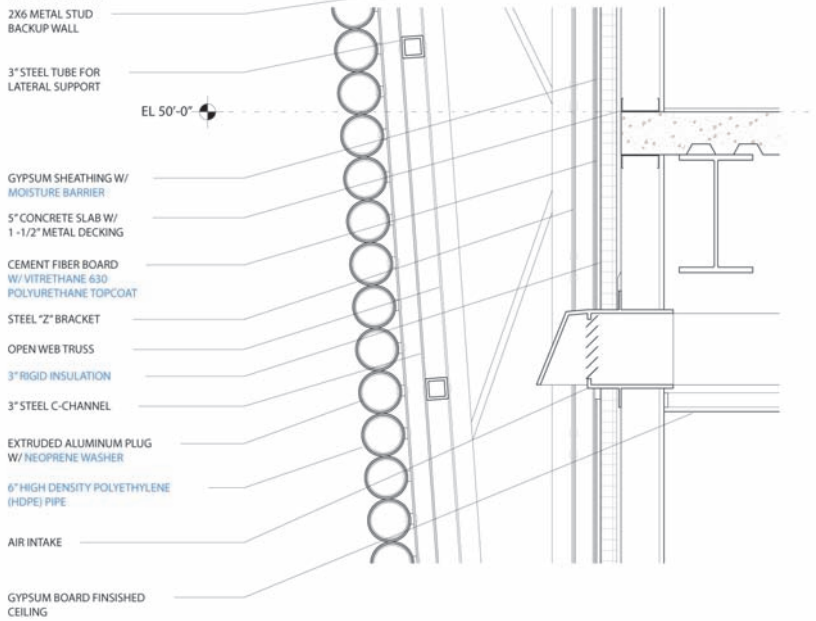 2X6 METAL STUD
BACKUP WALL
3" STEEL TUBE FOR
LATERAL SUPPORT
EL 50'-0"
GYPSUM SHEATHING W/
MOISTURE BARRIER
5" CONCRETE SLAB W/
1 -1/2" METAL DECKING
CEMENT FIBER BOARD
W/ VITRETHANE 630
POLYURETHANE TOPCOAT
STEEL "Z" BRACKET
OPEN WEB TRUSS
3" RIGID INSULATION
3" STEEL C-CHANNEL
EXTRUDED ALUMINUM PLUG
W/ NEOPRENE WASHER
6" HIGH DENSITY POLYETHYLENE
(HDPE) PIPE
AIR INTAKE
GYPSUM BOARD FINSISHED
CEILING